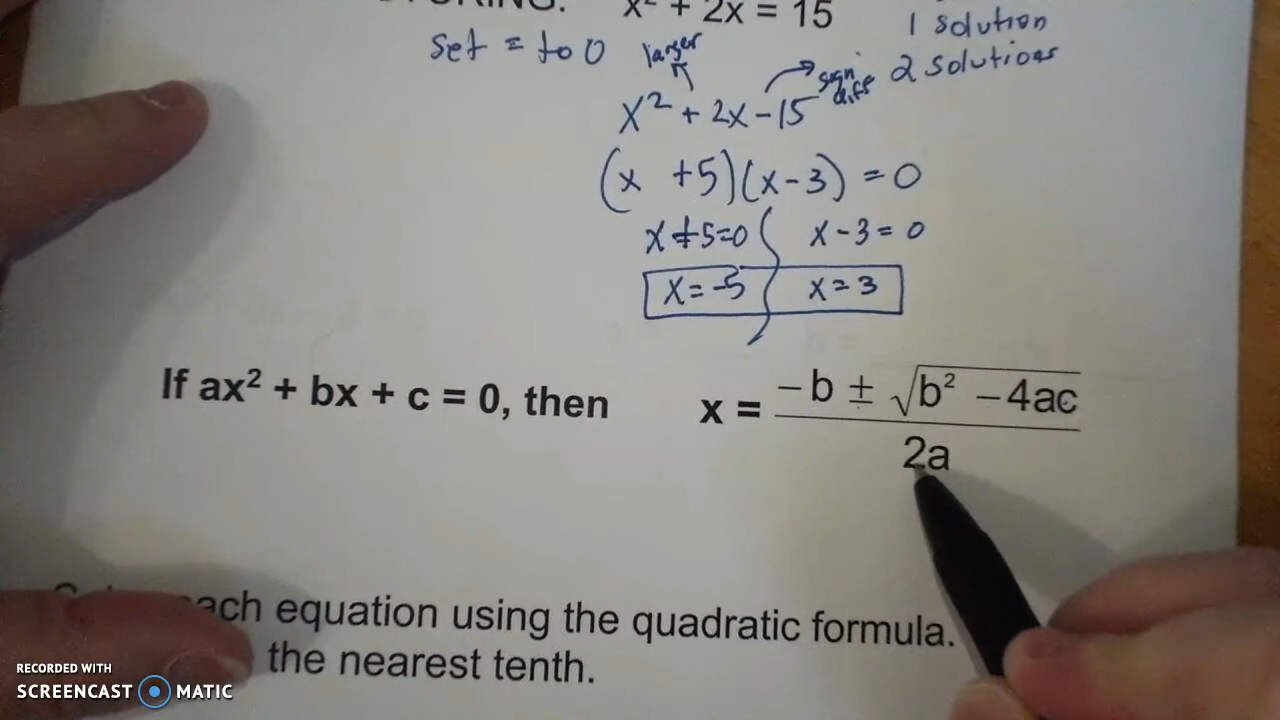 x² + 2x = 15
1 solution
set = to 0
larger
sign
diff
2 solutions
x² + 2x - 15
(x +5)(x-3) = 0
x+5=0
x-3=0
x=-5
x=3
If ax² + bx + c = 0, then
x = −b ± √b² − 4ac
2a
ach equation using the quadratic formula.
the nearest tenth.
RECORDED WITH
SCREENCAST MATIC